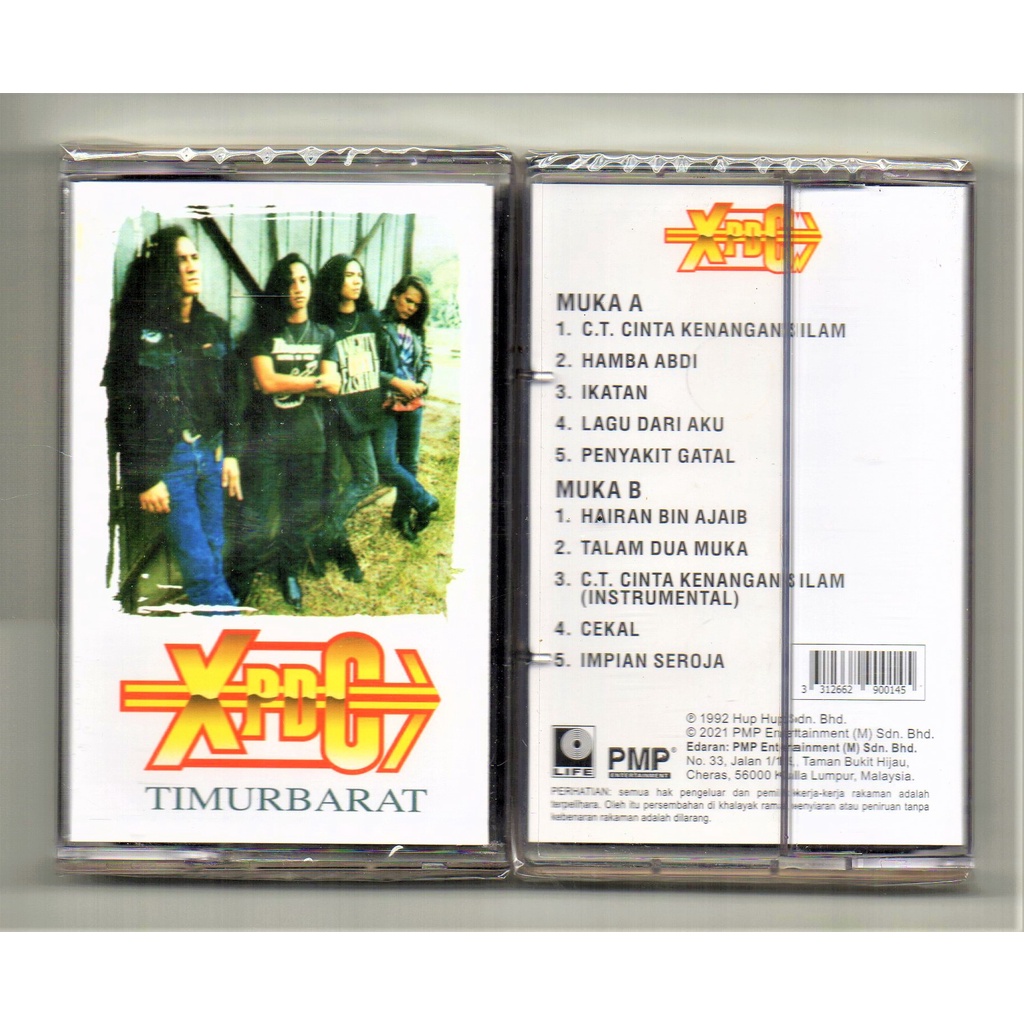 XPDC
TIMURBARAT
XPDC
MUKA A
1. C.T. CINTA KENANGAN SILAM
2. HAMBA ABDI
3. IKATAN
4. LAGU DARI AKU
5. PENYAKIT GATAL
MUKA B
1. HAIRAN BIN AJAIB
2. TALAM DUA MUKA
3. C.T. CINTA KENANGAN SILAM
(INSTRUMENTAL)
4. CEKAL
5. IMPIAN SEROJA
3 312662 900145
LIFE
PMP®
ENTERTAINMENT
℗ 1992 Hup Hup Sdn. Bhd.
© 2021 PMP Entertainment (M) Sdn. Bhd.
Edaran: PMP Entertainment (M) Sdn. Bhd.
No. 33, Jalan Taman Bukit Hijau,
Cheras, 56000 Kuala Lumpur, Malaysia.
PERHATIAN: semua hak pengeluar dan kerja-kerja rakaman adalah
terpelihara. Oleh itu persembahan di khalayak ramai, penyiaran atau peniruan tanpa
kebenaran rakaman adalah dilarang.